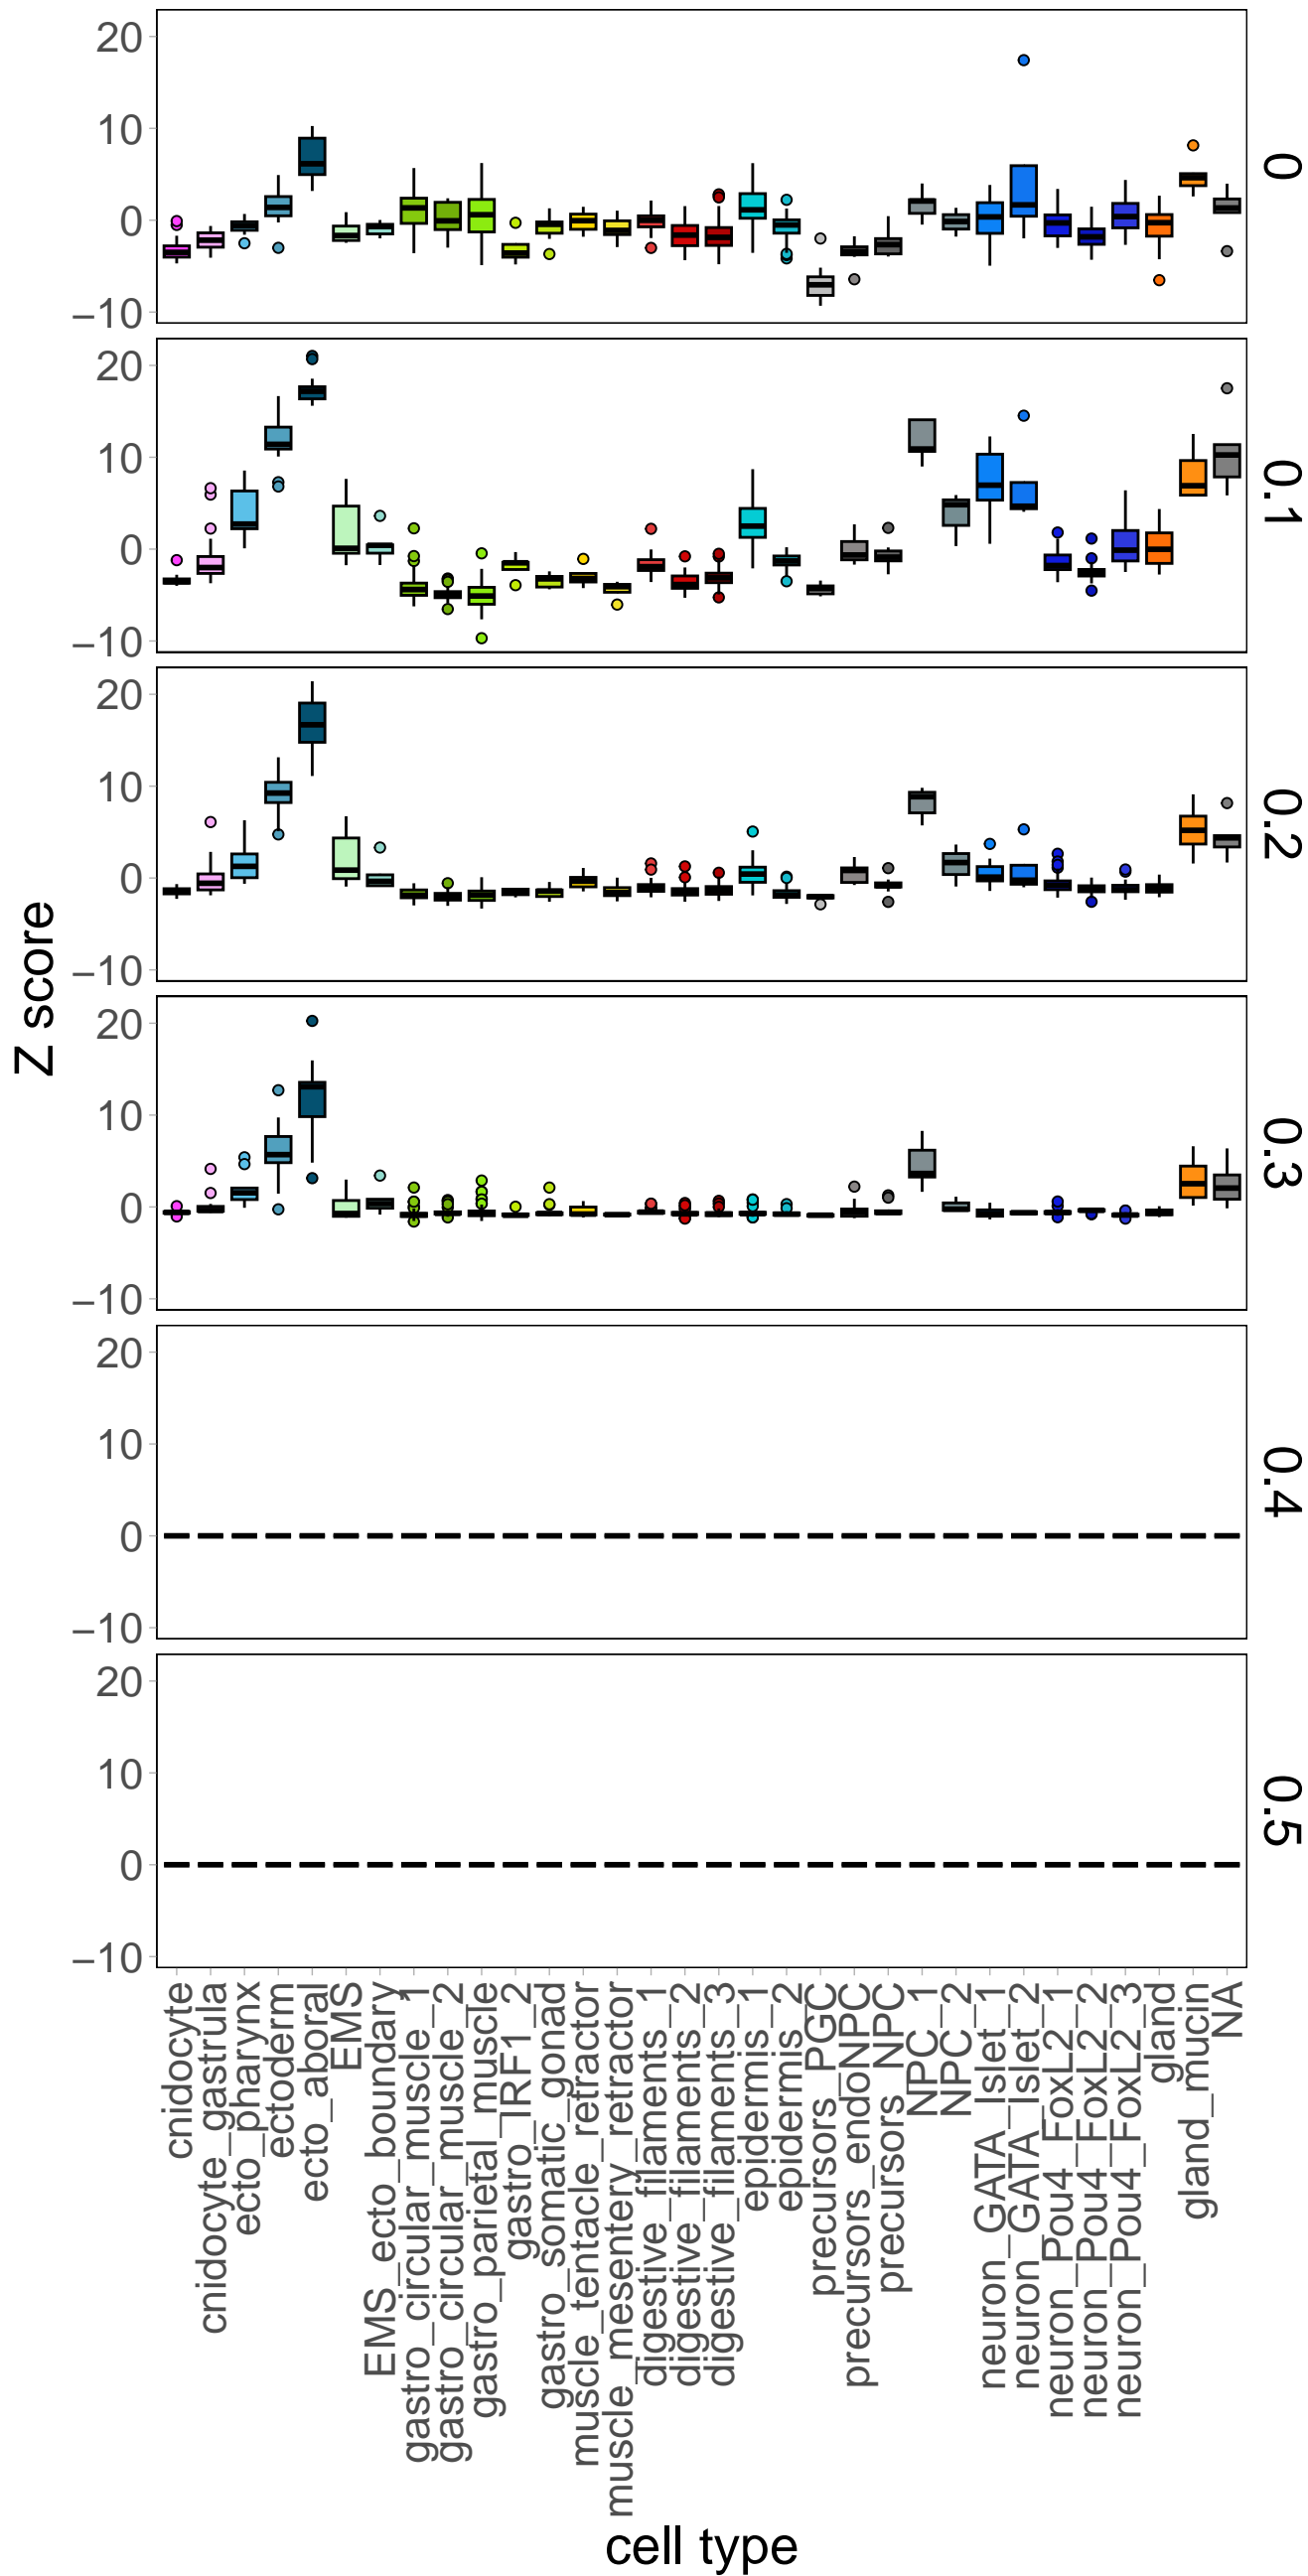 20
10
0
−10
0
20
10
0
−10
0.1
20
10
0
−10
0.2
20
10
0
−10
0.3
20
10
0
−10
0.4
20
10
0
−10
0.5
Z score
cnidocyte
cnidocyte_gastrula
ecto_pharynx
ectoderm
ecto_aboral
EMS
EMS_ecto_boundary
gastro_circular_muscle_1
gastro_circular_muscle_2
gastro_parietal_muscle
gastro_IRF1_2
gastro_somatic_gonad
muscle_tentacle_retractor
muscle_mesentery_retractor
digestive_filaments_1
digestive_filaments_2
digestive_filaments_3
epidermis_1
epidermis_2
precursors_PGC
precursors_endoNPC
precursors_NPC
NPC_1
NPC_2
neuron_GATA_Islet_1
neuron_GATA_Islet_2
neuron_Pou4_FoxL2_1
neuron_Pou4_FoxL2_2
neuron_Pou4_FoxL2_3
gland
gland_mucin
NA
cell type